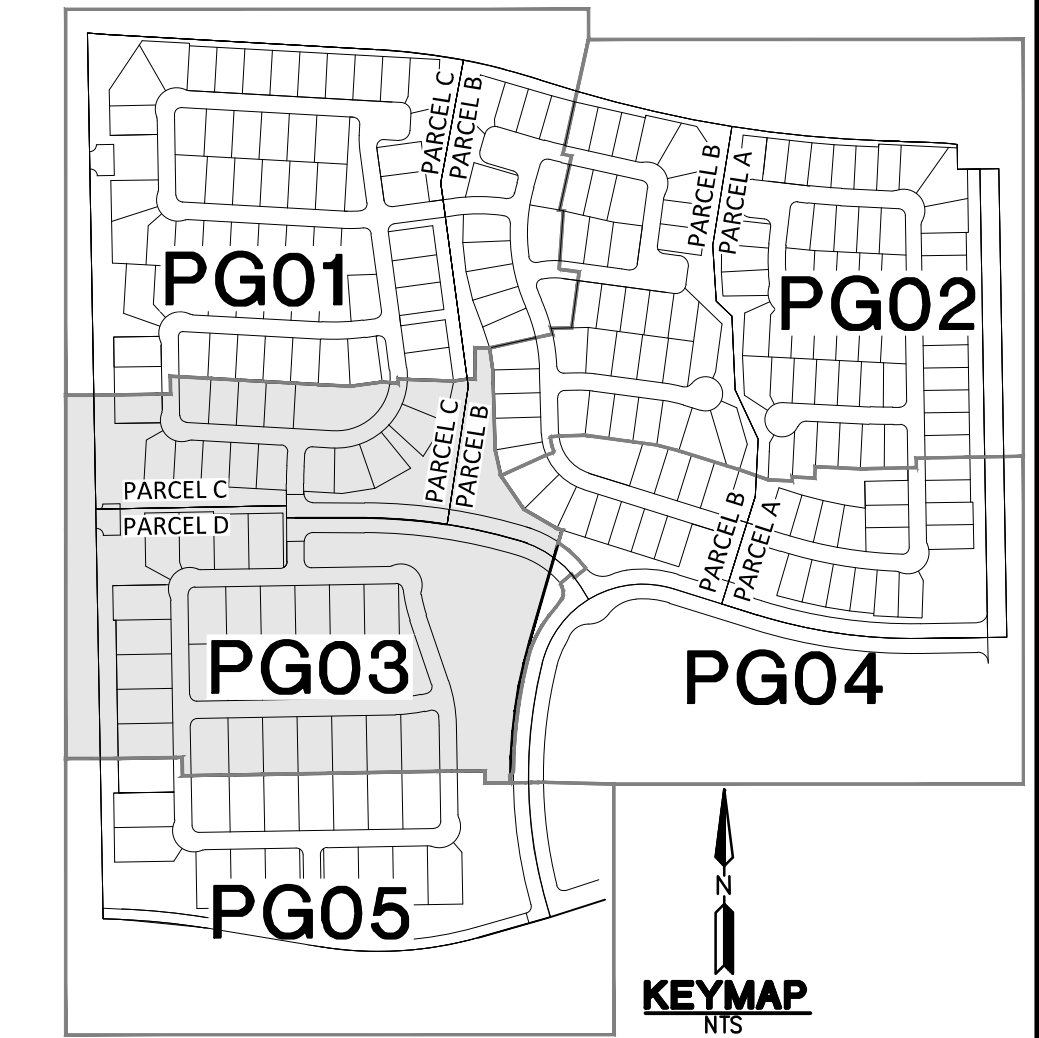 PARCEL C
PARCEL B
PARCEL B
PARCEL A
PG01
PG02
PARCEL C
PARCEL B
PARCEL C
PARCEL D
PARCEL B
PARCEL A
PG03
PG04
PG05
N
KEYMAP
NTS